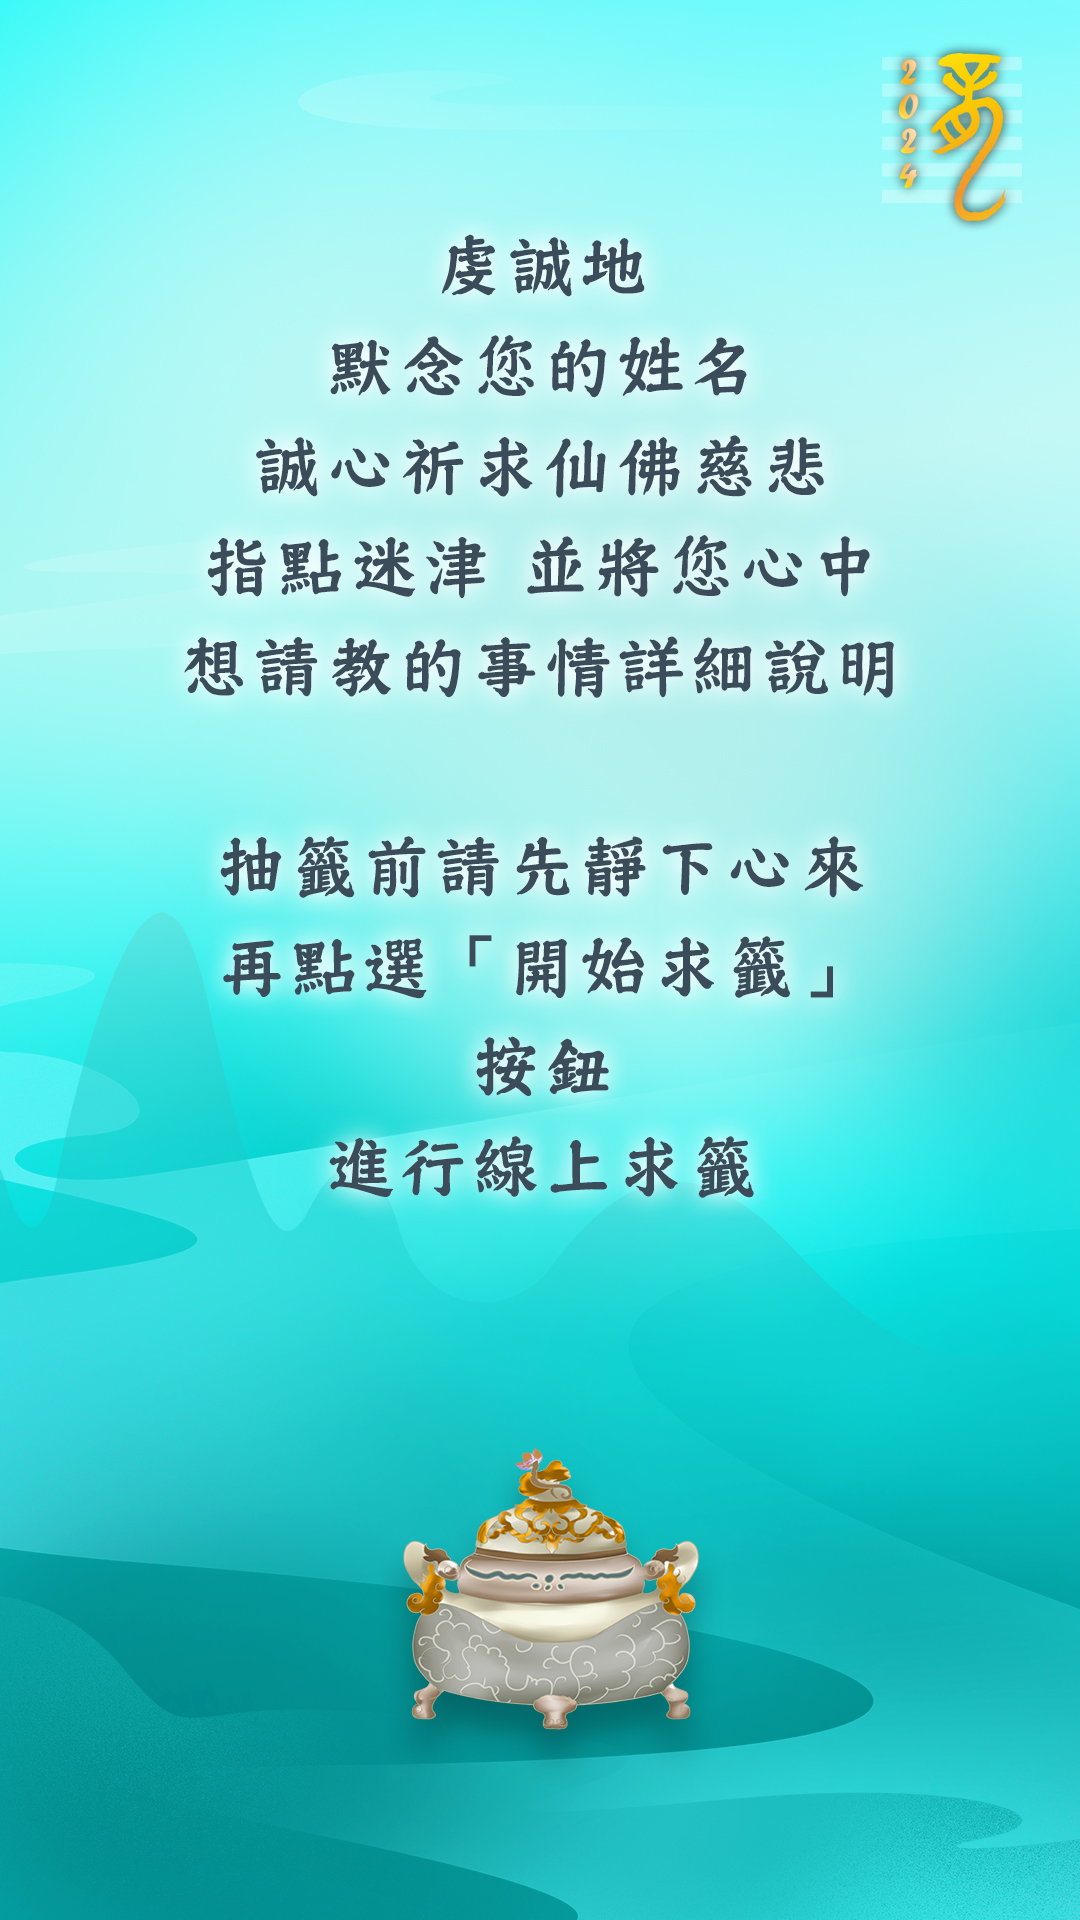 2024
虔誠地
默念您的姓名
誠心祈求仙佛慈悲
指點迷津 並將您心中
想請教的事情詳細說明
抽籤前請先靜下心來
再點選「開始求籤」
按鈕
進行線上求籤